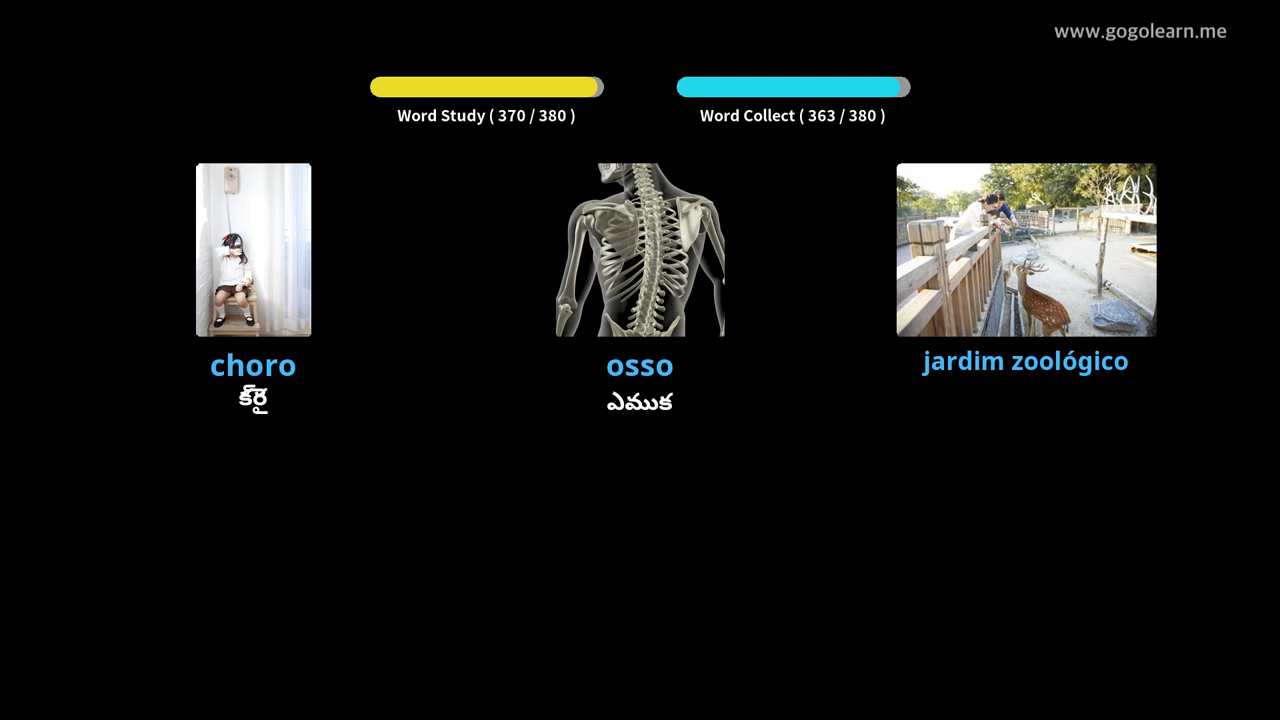 www.gogolearn.me
Word Study ( 370 / 380 )
Word Collect ( 363 / 380 )
choro
osso
jardim zoológico
క్రై
ఎముక